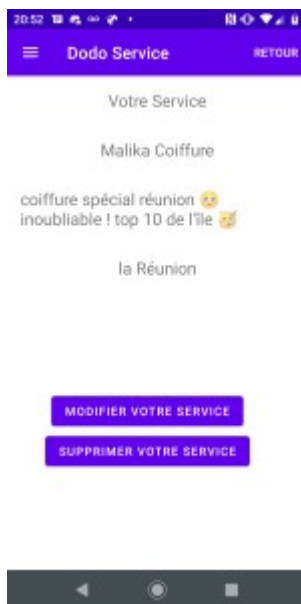 20:52
Dodo Service
RETOUR
Votre Service
Malika Coiffure
coiffure spécial réunion 🥺
inoubliable ! top 10 de l'île 🥳
la Réunion
MODIFIER VOTRE SERVICE
SUPPRIMER VOTRE SERVICE